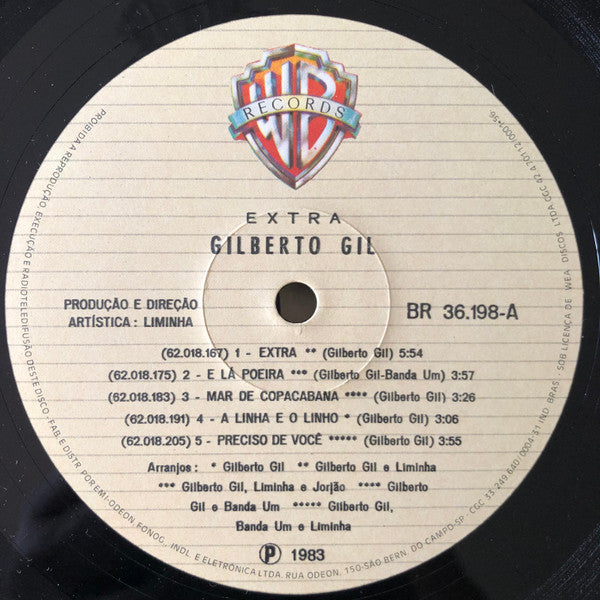 WB
RECORDS
EXTRA
GILBERTO GIL
PRODUÇÃO E DIREÇÃO
ARTÍSTICA : LIMINHA
BR 36.198-A
(62.018.167) 1 - EXTRA ** (Gilberto Gil) 5:54
(62.018.175) 2 - E LÁ POEIRA *** (Gilberto Gil-Banda Um) 3:57
(62.018.183) 3 - MAR DE COPACABANA **** (Gilberto Gil) 3:26
(62.018.191) 4 - A LINHA E O LINHO * (Gilberto Gil) 3:06
(62.018.205) 5 - PRECISO DE VOCÊ ***** (Gilberto Gil) 3:55
Arranjos : * Gilberto Gil ** Gilberto Gil e Liminha
*** Gilberto Gil, Liminha e Jorjão **** Gilberto
Gil e Banda Um ***** Gilberto Gil,
Banda Um e Liminha
P 1983
PROIBIDA A REPRODUÇÃO, EXECUÇÃO E RADIOTELEDIFUSÃO DESTE DISCO - FAB. E DISTR. POR EMI-ODEON FONOG., INDL. E ELETRÔNICA LTDA. RUA ODEON, 150-SÃO BERN. DO CAMPO-SP - CGC 33 249 640/0004-31 IND. BRAS. - SOB LICENÇA DE WEA DISCOS LTDA CGC 42 470112/0001-56